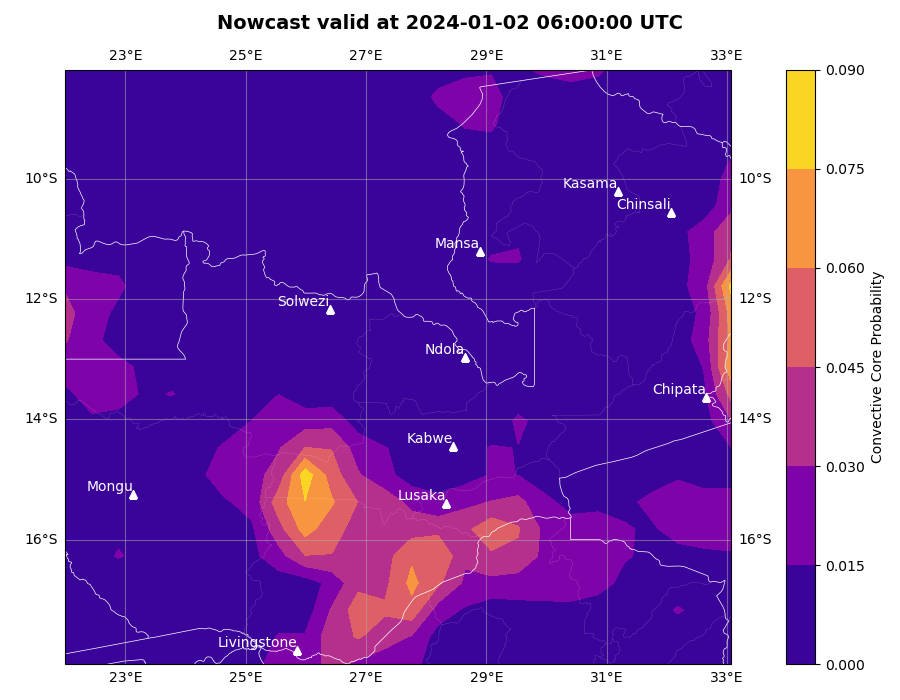 Nowcast valid at 2024-01-02 06:00:00 UTC
23°E 25°E 27°E 29°E 31°E 33°E
0.090
0.075
10°S Kasama 10°S
Chinsali
Mansa
0.060
12°S Solwezi 12°S
Ndola
0.045
Chipata
14°S 14°S
Kabwe
0.030
Mongu Lusaka
16°S 16°S
0.015
Livingstone
0.000
23°E 25°E 27°E 29°E 31°E 33°E
Convective Core Probability